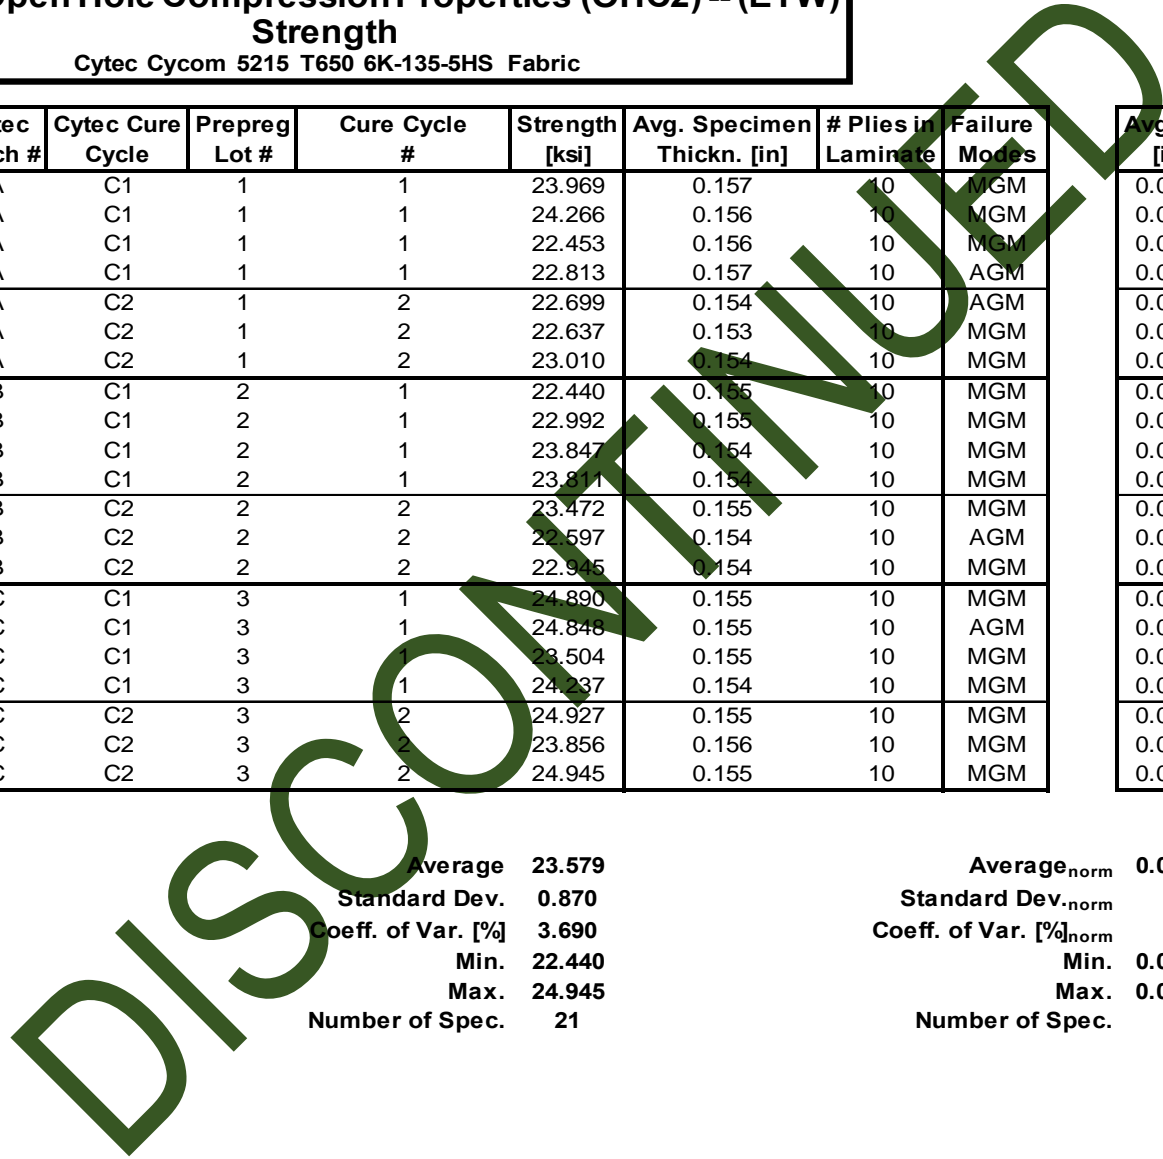 Open Hole Compression Properties (OHC2) -- (ETW)
Strength
Cytec Cycom 5215 T650 6K-135-5HS Fabric
Cytec Cure Prepreg Cure Cycle Strength Avg. Specimen # Plies in Failure
Cycle Lot # # [ksi] Thickn. [in] Laminate Modes
C1 1 1 23.969 0.157 10 MGM
C1 1 1 24.266 0.156 10 MGM
C1 1 1 22.453 0.156 10 MGM
C1 1 1 22.813 0.157 10 AGM
C2 1 2 22.699 0.154 10 AGM
C2 1 2 22.637 0.153 10 MGM
C2 1 2 23.010 0.154 10 MGM
B C1 2 1 22.440 0.155 10 MGM
B C1 2 1 22.992 0.155 10 MGM
B C1 2 1 23.847 0.154 10 MGM
B C1 2 1 23.811 0.154 10 MGM
B C2 2 2 23.472 0.155 10 MGM
B C2 2 2 22.597 0.154 10 AGM
B C2 2 2 22.945 0.154 10 MGM
C C1 3 1 24.890 0.155 10 MGM
C C1 3 1 24.848 0.155 10 AGM
C C1 3 1 23.504 0.155 10 MGM
C C1 3 1 24.237 0.154 10 MGM
C C2 3 2 24.927 0.155 10 MGM
C C2 3 2 23.856 0.156 10 MGM
C C2 3 2 24.945 0.155 10 MGM
Average 23.579 Averagenorm
Standard Dev. 0.870 Standard Dev.norm
Coeff. of Var. [%] 3.690 Coeff. of Var. [%]norm
Min. 22.440 Min.
Max. 24.945 Max.
Number of Spec. 21 Number of Spec.
DISCONTINUED